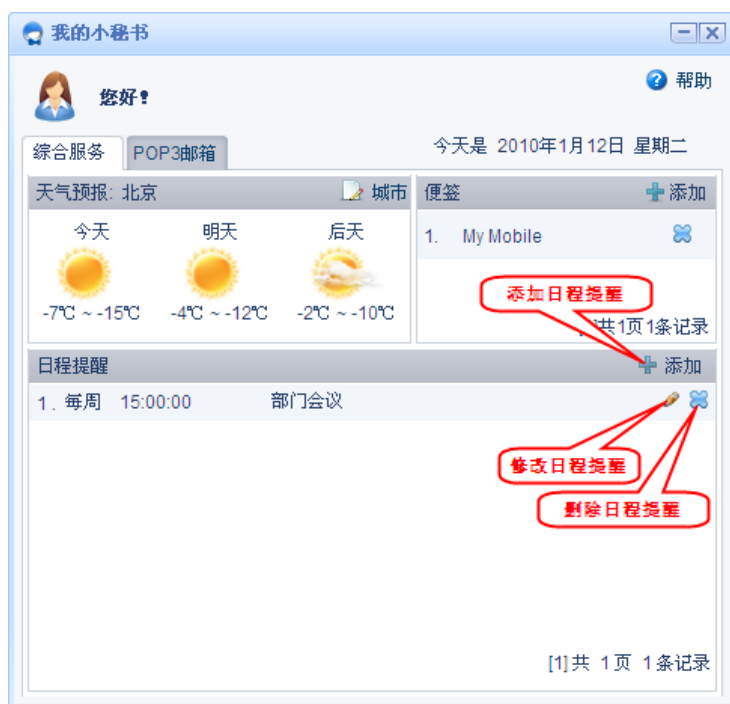 我的小秘书
帮助
您好!
综合服务 POP3邮箱 今天是 2010年1月12日 星期二
天气预报: 北京 城市
今天 明天 后天
-7℃ ~ -15℃ -4℃ ~ -12℃ -2℃ ~ -10℃
便签 添加
1. My Mobile
添加日程提醒
共1页1条记录
日程提醒 添加
1. 每周 15:00:00 部门会议
修改日程提醒
删除日程提醒
[1]共 1页 1条记录